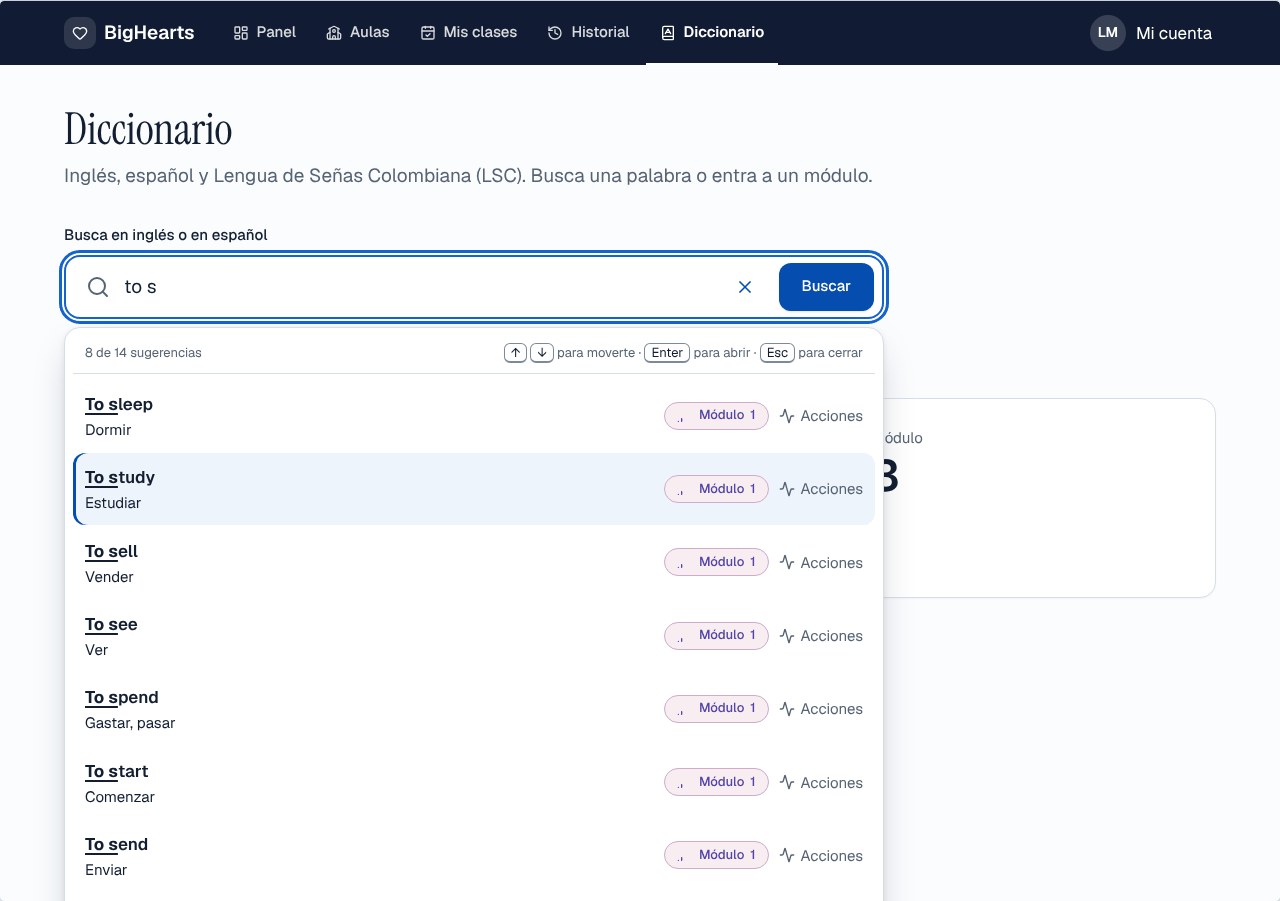 BigHearts
Panel
Aulas
Mis clases
Historial
Diccionario
LM
Mi cuenta
Diccionario
Inglés, español y Lengua de Señas Colombiana (LSC). Busca una palabra o entra a un módulo.
Busca en inglés o en español
to s
Buscar
8 de 14 sugerencias
↑ ↓ para moverte · Enter para abrir · Esc para cerrar
To sleep
Dormir
Módulo 1
Acciones
To study
Estudiar
Módulo 1
Acciones
To sell
Vender
Módulo 1
Acciones
To see
Ver
Módulo 1
Acciones
To spend
Gastar, pasar
Módulo 1
Acciones
To start
Comenzar
Módulo 1
Acciones
To send
Enviar
Módulo 1
Acciones
ódulo
3